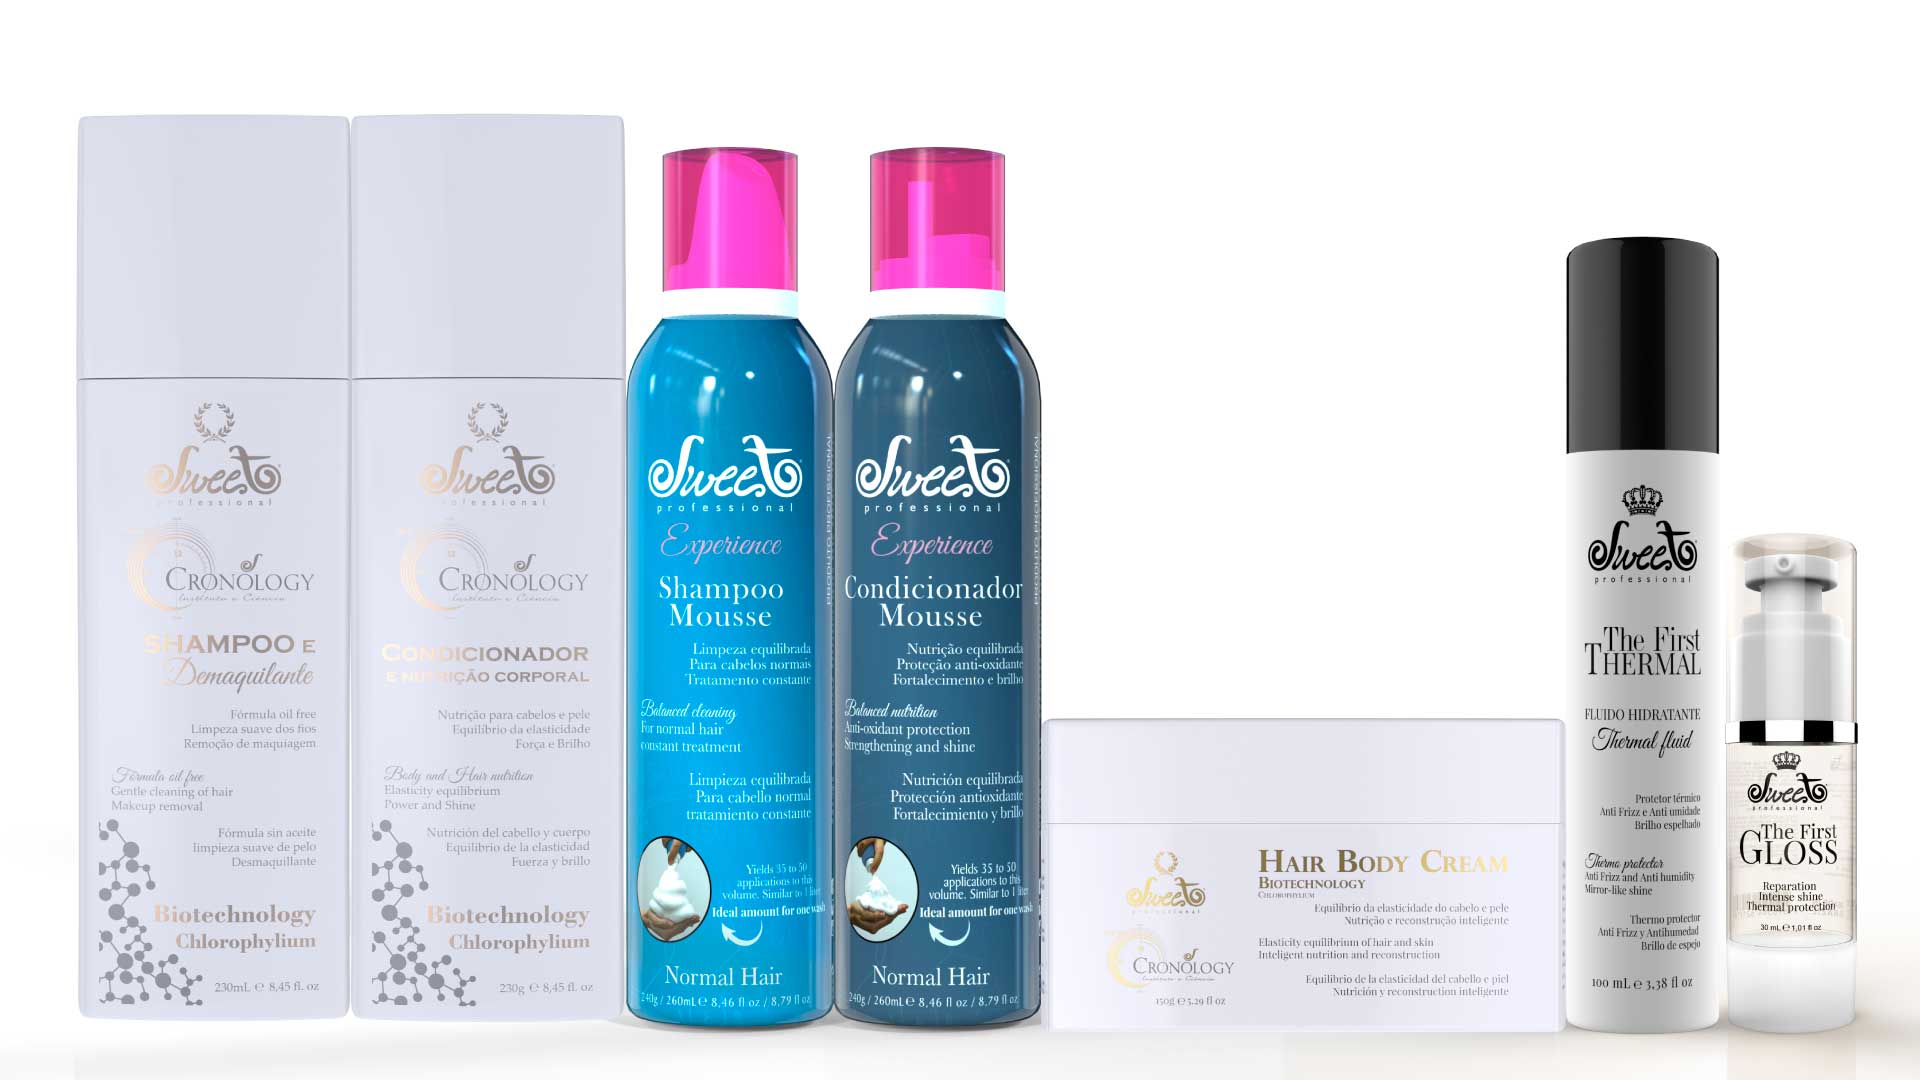 Sweet
professional
CRONOLOGY
Instituto e Ciência
SHAMPOO E
Demaquilante
Fórmula oil free
Limpeza suave dos fios
Remoção de maquiagem
Fórmula oil free
Gentle cleaning of hair
Makeup removal
Fórmula sin aceite
limpieza suave de pelo
Desmaquillante
Biotechnology
Chlorophylium
230mL e 8,45 fl. oz
Sweet
professional
CRONOLOGY
Instituto e Ciência
CONDICIONADOR
E NUTRIÇÃO CORPORAL
Nutrição para cabelos e pele
Equilíbrio da elasticidade
Força e Brilho
Body and Hair nutrition
Elasticity equilibrium
Power and Shine
Nutrición del cabello y cuerpo
Equilibrio de la elasticidad
Fuerza y brillo
Biotechnology
Chlorophylium
230g e 8,45 fl. oz
Sweet
professional
Experience
Shampoo
Mousse
Limpeza equilibrada
Para cabelos normais
Tratamento constante
Balanced cleaning
For normal hair
constant treatment
Limpieza equilibrada
Para cabello normal
tratamiento constante
Yields 35 to 50
applications to this
volume. Similar to 1 liter
Ideal amount for one wash
Normal Hair
240g / 260mL e 8,46 fl oz / 8.79 fl oz
PRODUTO PROFISSIONAL
Sweet
professional
Experience
Condicionador
Mousse
Nutrição equilibrada
Proteção anti-oxidante
Fortalecimento e brilho
Balanced nutrition
Anti-oxidant protection
Strengthening and shine
Nutrición equilibrada
Protección antioxidante
Fortalecimiento y brillo
Yields 35 to 50
applications to this
volume. Similar to 1 liter
Ideal amount for one wash
Normal Hair
240g / 260mL e 8,46 fl oz / 8.79 fl oz
PRODUTO PROFISSIONAL
Sweet
professional
CRONOLOGY
Instituto e Ciência
150g e 5.29 fl oz
HAIR BODY CREAM
BIOTECHNOLOGY
CHLOROPHYLIUM
Equilíbrio da elasticidade do cabelo e pele
Nutrição e reconstrução inteligente
Elasticity equilibrium of hair and skin
Inteligent nutrition and reconstruction
Equilibrio de la elasticidad del cabello e piel
Nutrición y reconstruction inteligente
Sweet
professional
The First
THERMAL
FLUIDO HIDRATANTE
Thermal fluid
Protetor térmico
Anti Frizz e Anti umidade
Brilho espelhado
Thermo protector
Anti Frizz and Anti humidity
Mirror-like shine
Thermo protector
Anti Frizz y Antihumedad
Brillo de espejo
100 mL e 3,38 fl oz
Sweet
professional
The First
GLOSS
Reparation
Intense shine
Thermal protection
30 mL e 1,01 fl oz